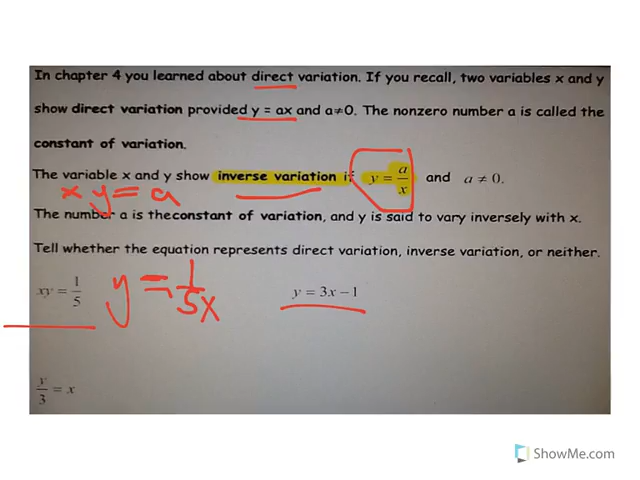 In chapter 4 you learned about direct variation. If you recall, two variables x and y
show direct variation provided y = ax and a≠0. The nonzero number a is called the
constant of variation.
The variable x and y show inverse variation if y = a/x and a ≠ 0.
xy = a
The number a is theconstant of variation, and y is said to vary inversely with x.
Tell whether the equation represents direct variation, inverse variation, or neither.
xy = 1/5 y = 1/5x y = 3x – 1
y/3 = x
ShowMe.com